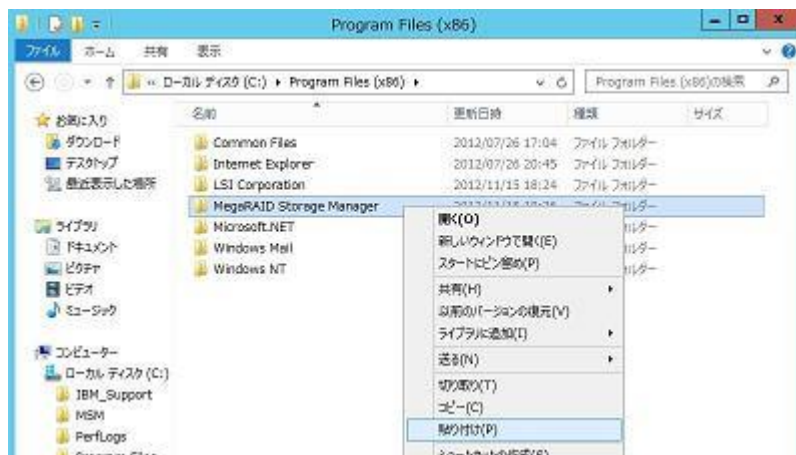 Program Files (x86)
ファイル ホーム 共有 表示
« ローカル ディスク (C:) ▸ Program Files (x86) ▸ Program Files (x86)の検索
名前 更新日時 種類 サイズ
お気に入り
ダウンロード
デスクトップ
最近表示した場所
ライブラリ
ドキュメント
ピクチャ
ビデオ
ミュージック
コンピューター
ローカル ディスク (C:)
IBM_Support
MSM
PerfLogs
Common Files 2012/07/26 17:04 ファイル フォルダー
Internet Explorer 2012/07/26 20:45 ファイル フォルダー
LSI Corporation 2012/11/15 18:24 ファイル フォルダー
MegaRAID Storage Manager
Microsoft.NET
Windows Mail
Windows NT
開く(O)
新しいウィンドウで開く(E)
スタートにピン留め(P)
共有(H)
以前のバージョンの復元(V)
ライブラリに追加(I)
送る(N)
切り取り(T)
コピー(C)
貼り付け(P)